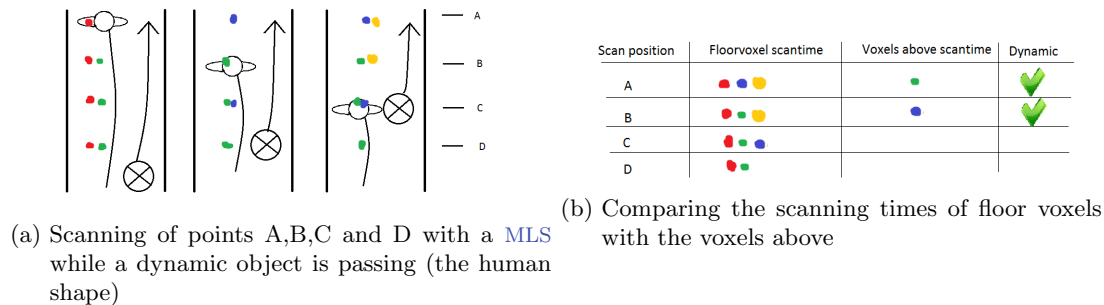 A
B
C
D
(a) Scanning of points A,B,C and D with a MLS
while a dynamic object is passing (the human
shape)
Scan position Floorvoxel scantime Voxels above scantime Dynamic
A
B
C
D
(b) Comparing the scanning times of floor voxels
with the voxels above